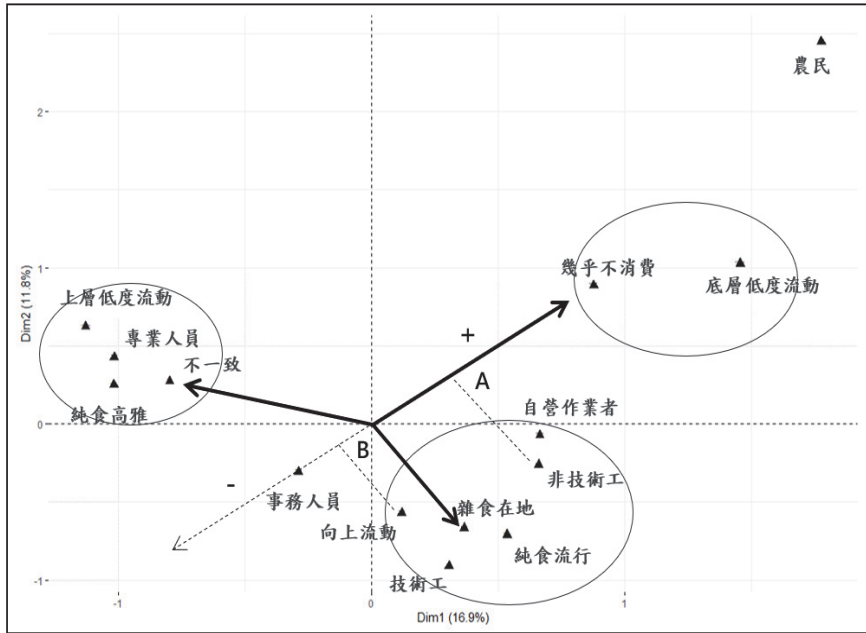 農民
2
幾乎不消費
底層低度流動
1
上層低度流動
專業人員
不一致
純食高雅
Dim2 (11.8%)
+
A
自營作業者
非技術工
0
B
-
事務人員
向上流動
雜食在地
純食流行
技術工
-1
-1
0
1
Dim1 (16.9%)